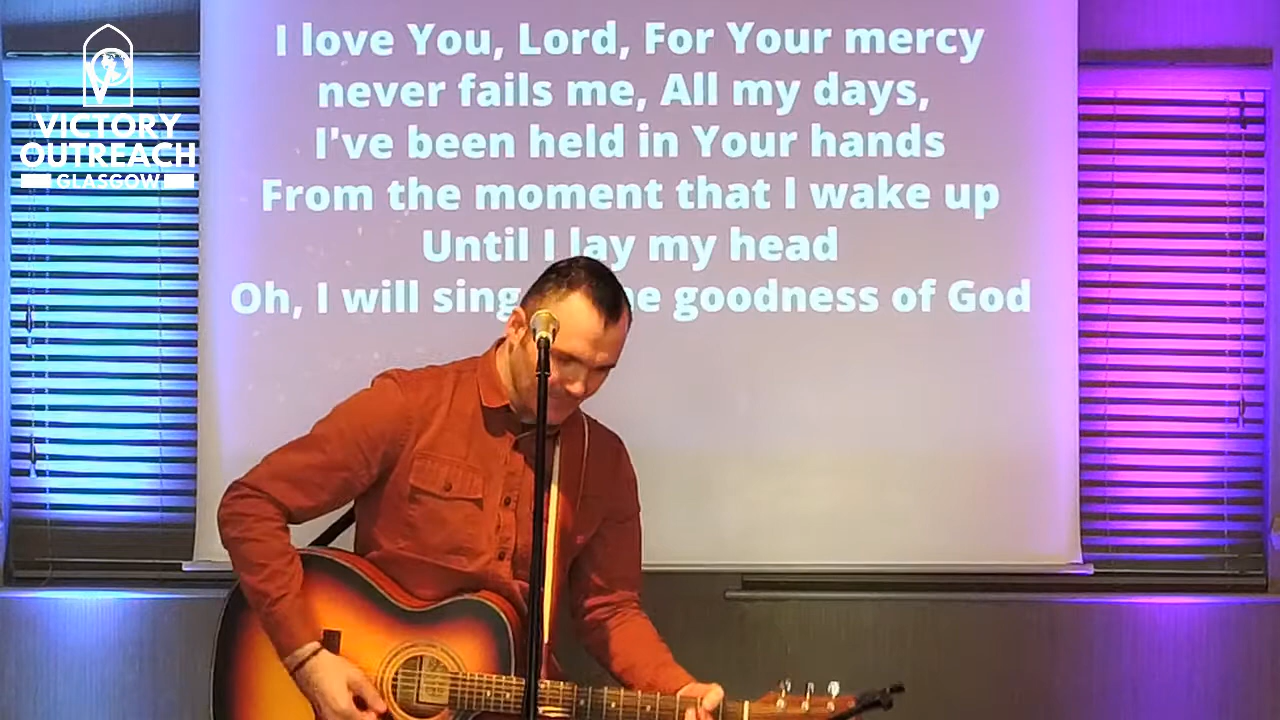 VICTORY
OUTREACH
GLASGOW
I love You, Lord, For Your mercy
never fails me, All my days,
I've been held in Your hands
From the moment that I wake up
Until I lay my head
Oh, I will sing goodness of God